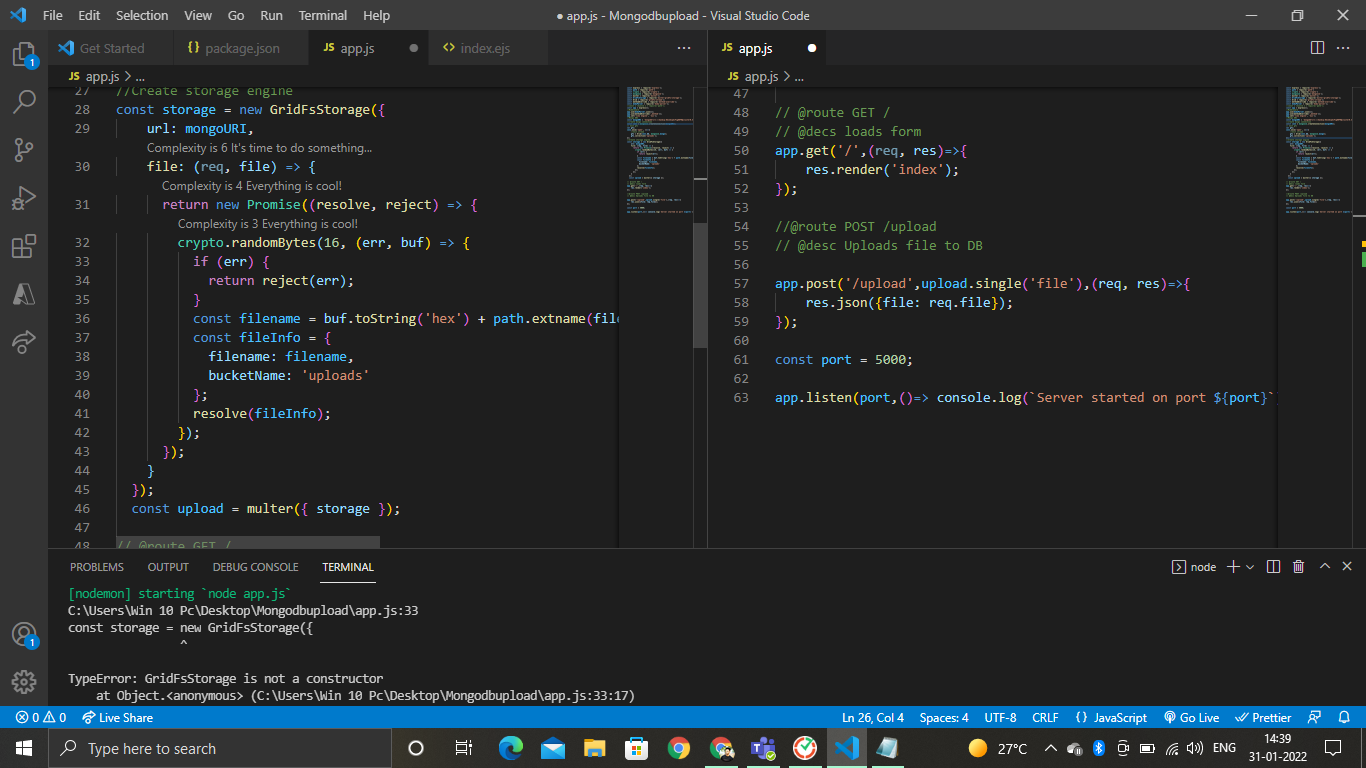 File Edit Selection View Go Run Terminal Help
● app.js - Mongodbupload - Visual Studio Code
Get Started
{} package.json
JS app.js
<> index.ejs
JS app.js > ...
27 //Create storage engine
28 const storage = new GridFsStorage({
29 url: mongoURI,
Complexity is 6 It's time to do something...
30 file: (req, file) => {
Complexity is 4 Everything is cool!
31 return new Promise((resolve, reject) => {
Complexity is 3 Everything is cool!
32 crypto.randomBytes(16, (err, buf) => {
33 if (err) {
34 return reject(err);
35 }
36 const filename = buf.toString('hex') + path.extname(file
37 const fileInfo = {
38 filename: filename,
39 bucketName: 'uploads'
40 };
41 resolve(fileInfo);
42 });
43 });
44 }
45 });
46 const upload = multer({ storage });
47
48 // @route GET /
JS app.js
JS app.js > ...
47
48 // @route GET /
49 // @decs loads form
50 app.get('/',(req, res)=>{
51 res.render('index');
52 });
53
54 //@route POST /upload
55 // @desc Uploads file to DB
56
57 app.post('/upload',upload.single('file'),(req, res)=>{
58 res.json({file: req.file});
59 });
60
61 const port = 5000;
62
63 app.listen(port,()=> console.log(`Server started on port ${port}`
PROBLEMS OUTPUT DEBUG CONSOLE TERMINAL
node
[nodemon] starting `node app.js`
C:\Users\Win 10 Pc\Desktop\Mongodbupload\app.js:33
const storage = new GridFsStorage({
^
TypeError: GridFsStorage is not a constructor
at Object.<anonymous> (C:\Users\Win 10 Pc\Desktop\Mongodbupload\app.js:33:17)
1
1
0 0 Live Share
Ln 26, Col 4 Spaces: 4 UTF-8 CRLF {} JavaScript Go Live Prettier
Type here to search
27°C
ENG
14:39
31-01-2022